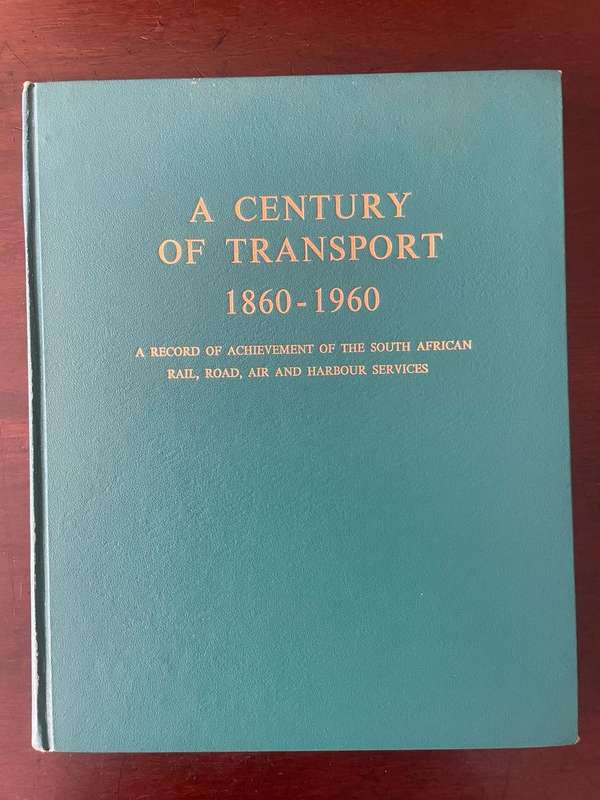 A CENTURY
OF TRANSPORT
1860-1960
A RECORD OF ACHIEVEMENT OF THE SOUTH AFRICAN
RAIL, ROAD, AIR AND HARBOUR SERVICES